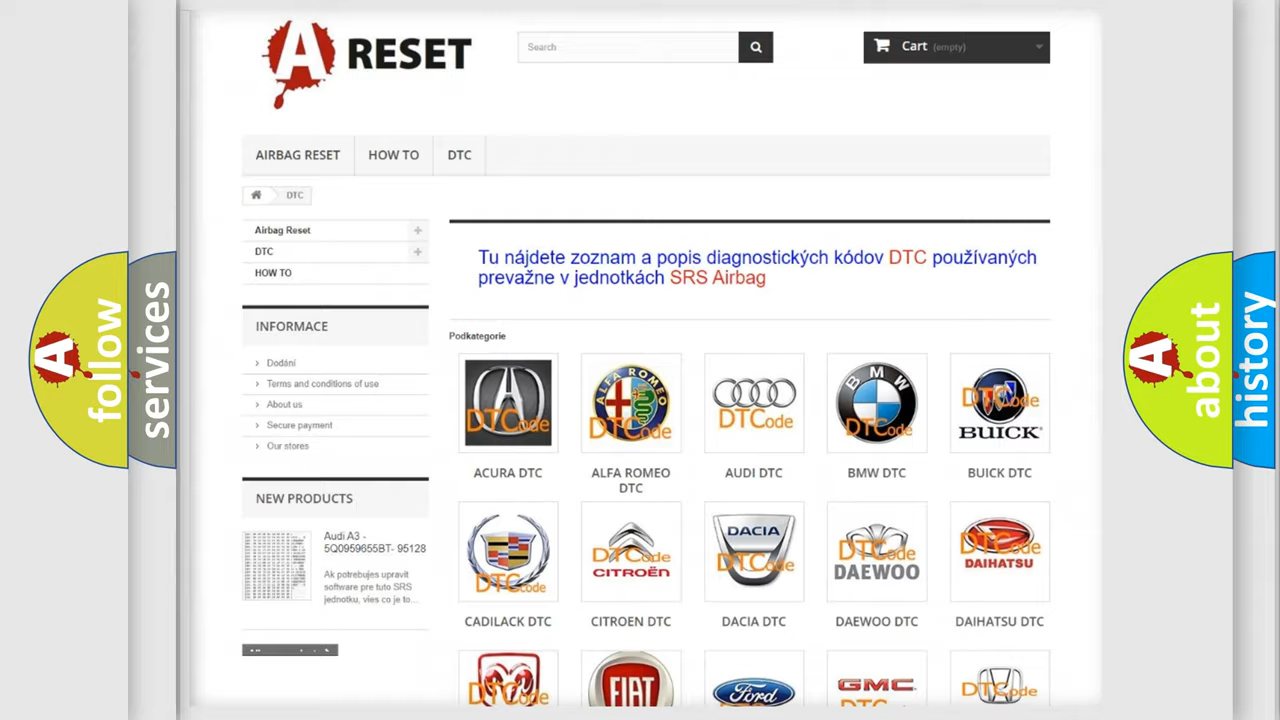 A RESET
Search
Cart (empty)
AIRBAG RESET
HOW TO
DTC
DTC
Airbag Reset
DTC
HOW TO
INFORMACE
Dodání
Terms and conditions of use
About us
Secure payment
Our stores
NEW PRODUCTS
Audi A3 -
5Q0959655BT- 95128
Ak potrebujes upravit
software pre tuto SRS
jednotku, vies co je to...
Tu nájdete zoznam a popis diagnostických kódov DTC používaných
prevažne v jednotkách SRS Airbag
Podkategorie
DTCode
ALFA ROMEO
DTCode
DTCode
BMW
DTCode
DTCode
BUICK
ACURA DTC
ALFA ROMEO
DTC
AUDI DTC
BMW DTC
BUICK DTC
DTCode
DTCode
CITROËN
DACIA
DTCode
DTCode
DAEWOO
DTCode
DAIHATSU
CADILACK DTC
CITROEN DTC
DACIA DTC
DAEWOO DTC
DAIHATSU DTC
DTCode
FIAT
Ford
GMC
DTCode
A follow
services
A about
history